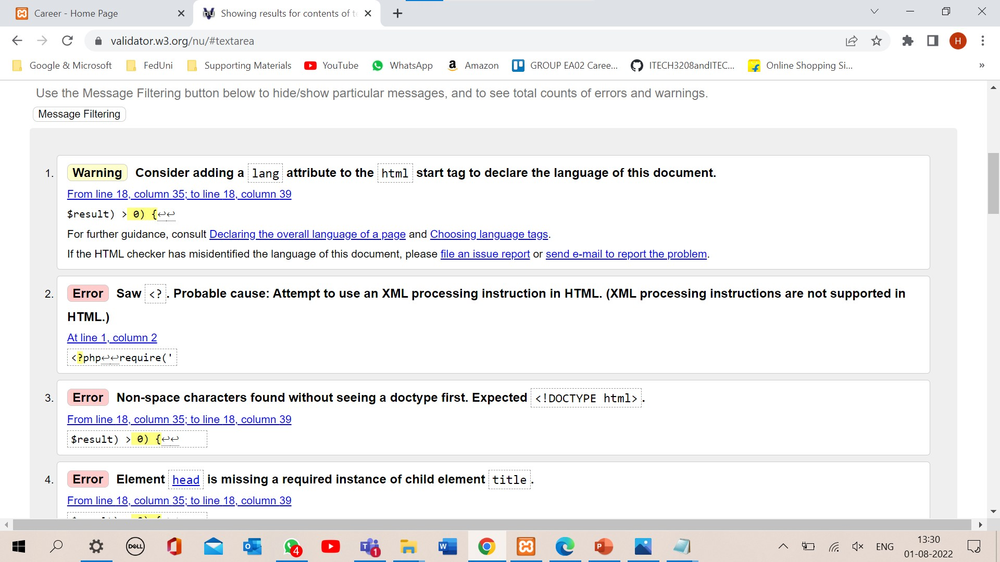 Career - Home Page
Showing results for contents of t
validator.w3.org/nu/#textarea
H
Google & Microsoft
FedUni
Supporting Materials
YouTube
WhatsApp
Amazon
GROUP EA02 Caree...
ITECH3208andITEC...
Online Shopping Si...
»
Use the Message Filtering button below to hide/show particular messages, and to see total counts of errors and warnings.
Message Filtering
1. Warning Consider adding a lang attribute to the html start tag to declare the language of this document.
From line 18, column 35; to line 18, column 39
$result) > 0) {↩↩
For further guidance, consult Declaring the overall language of a page and Choosing language tags.
If the HTML checker has misidentified the language of this document, please file an issue report or send e-mail to report the problem.
2. Error Saw <?. Probable cause: Attempt to use an XML processing instruction in HTML. (XML processing instructions are not supported in
HTML.)
At line 1, column 2
<?php↩↩require('
3. Error Non-space characters found without seeing a doctype first. Expected <!DOCTYPE html>.
From line 18, column 35; to line 18, column 39
$result) > 0) {↩↩
4. Error Element head is missing a required instance of child element title.
From line 18, column 35; to line 18, column 39
DELL
4
1
ENG
13:30
01-08-2022